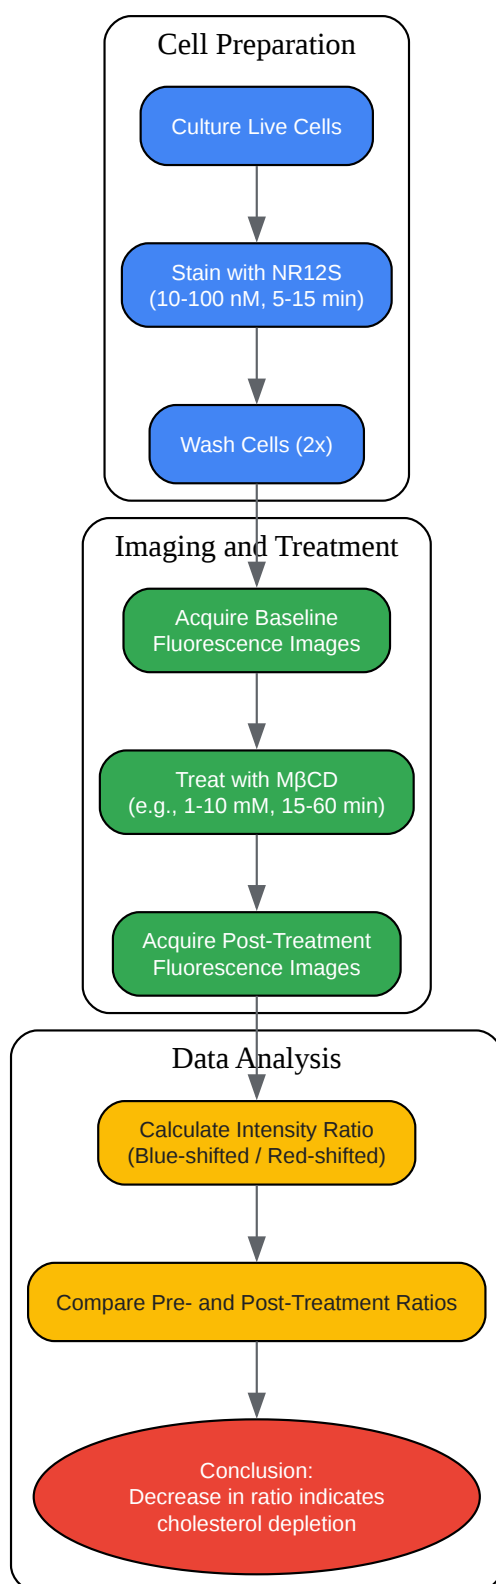 Cell Preparation
Culture Live Cells
Stain with NR12S
(10-100 nM, 5-15 min)
Wash Cells (2x)
Imaging and Treatment
Acquire Baseline
Fluorescence Images
Treat with MβCD
(e.g., 1-10 mM, 15-60 min)
Acquire Post-Treatment
Fluorescence Images
Data Analysis
Calculate Intensity Ratio
(Blue-shifted / Red-shifted)
Compare Pre- and Post-Treatment Ratios
Conclusion:
Decrease in ratio indicates
cholesterol depletion